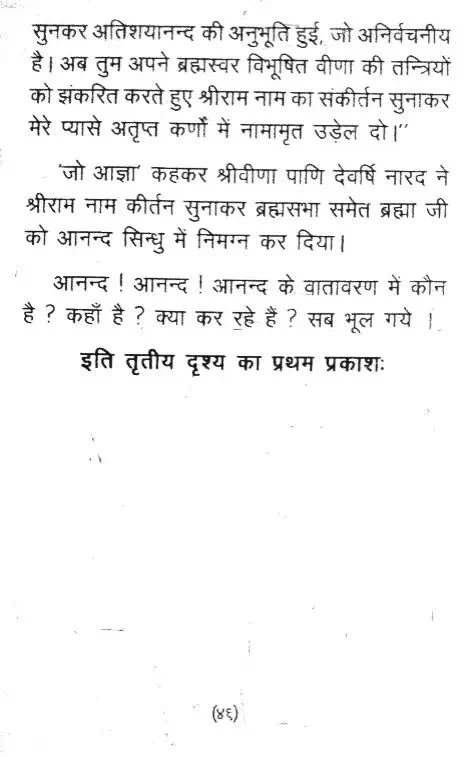 सुनकर अतिशयानन्द की अनुभूति हुई, जो अनिर्वचनीय
है। अब तुम अपने ब्रह्मस्वर विभूषित वीणा की तन्त्रियों
को झंकरित करते हुए श्रीराम नाम का संकीर्तन सुनाकर
मेरे प्यासे अतृप्त कर्णों में नामामृत उड़ेल दो।’’
‘जो आज्ञा’ कहकर श्रीवीणा पाणि देवर्षि नारद ने
श्रीराम नाम कीर्तन सुनाकर ब्रह्मसभा समेत ब्रह्मा जी
को आनन्द सिन्धु में निमग्न कर दिया।
आनन्द ! आनन्द ! आनन्द के वातावरण में कौन
है ? कहाँ है ? क्या कर रहे हैं ? सब भूल गये ।
इति तृतीय दृश्य का प्रथम प्रकाशः
(४६)